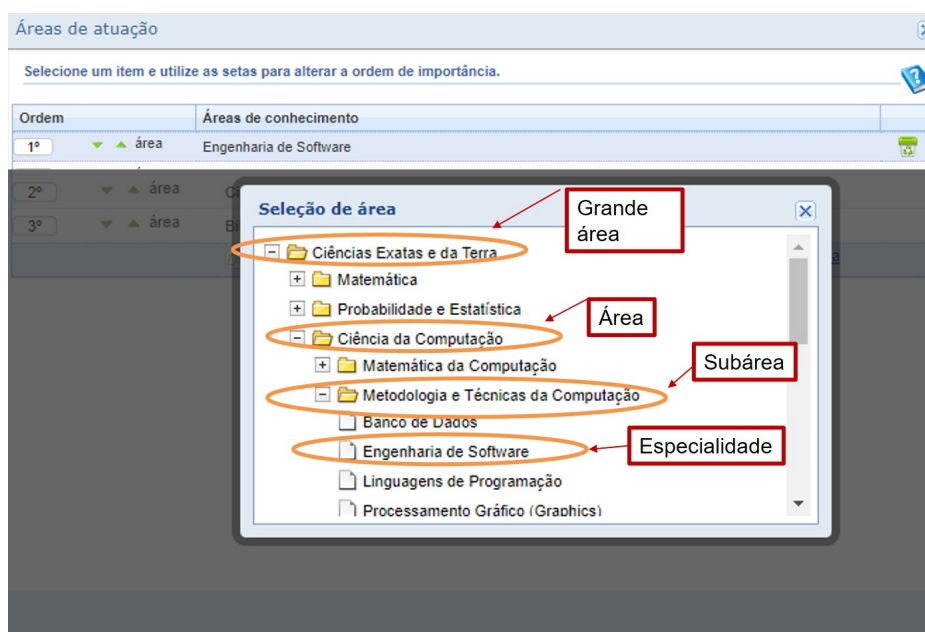 Áreas de atuação
Selecione um item e utilize as setas para alterar a ordem de importância.
Ordem Áreas de conhecimento
1º área Engenharia de Software
2º área
3º área
Seleção de área
Grande
área
Ciências Exatas e da Terra
Matemática
Probabilidade e Estatística
Área
Ciência da Computação
Matemática da Computação
Subárea
Metodologia e Técnicas da Computação
Banco de Dados
Engenharia de Software
Especialidade
Linguagens de Programação
Processamento Gráfico (Graphics)